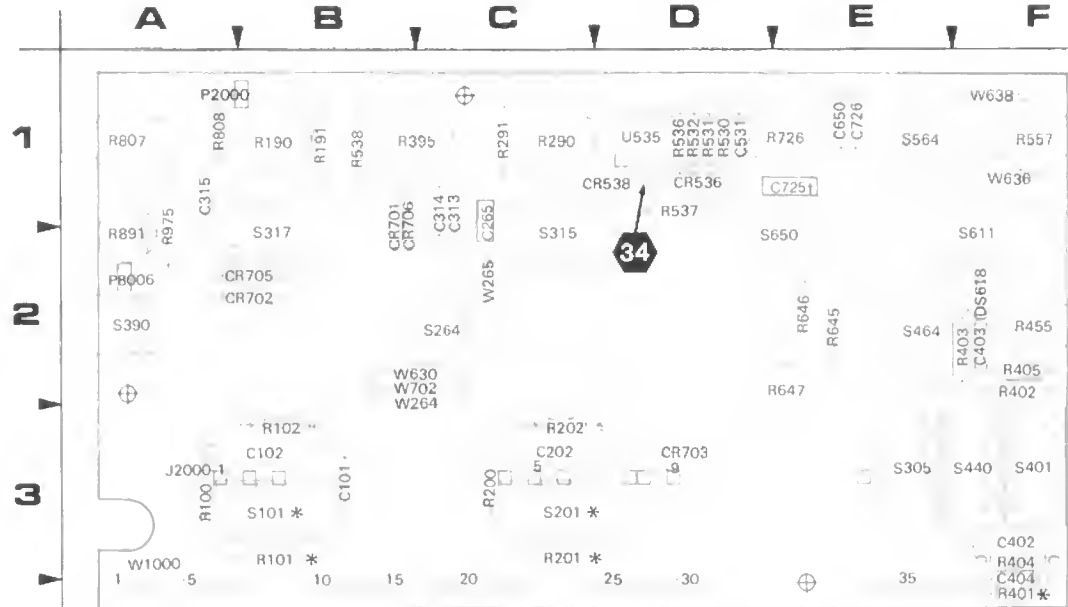 A B C D E F
P2000 W638
1
R807 R808 R190 R191 R538 R395 R291 R290 U535 R536 R532 R531 R530 C531 R726 C650 C726 S564 R557
CR538 CR536 C725† W636
C315 C314 C313 R537
R891 R975 S317 CR701 CR706 C265 S315 S650 S611
34
P8006 CR705 W265 DS618
CR702
2
S390 S264 R646 R645 S464 R403 C403 R455
W630 R405
W702 R647 R402
W264
R102 R202
C102 C202 CR703
J2000-1 5 9 S305 S440 S401
3
R100 C101 R200
S101 * S201 *
C402
W1000 R101 * R201 * R404
1 5 10 15 20 25 30 35 C404
R401 *